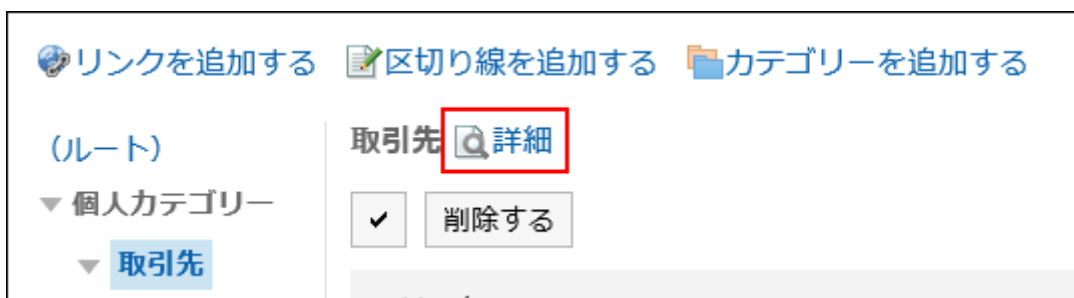 リンクを追加する 区切り線を追加する カテゴリーを追加する
(ルート)
個人カテゴリー
取引先
取引先 詳細
削除する